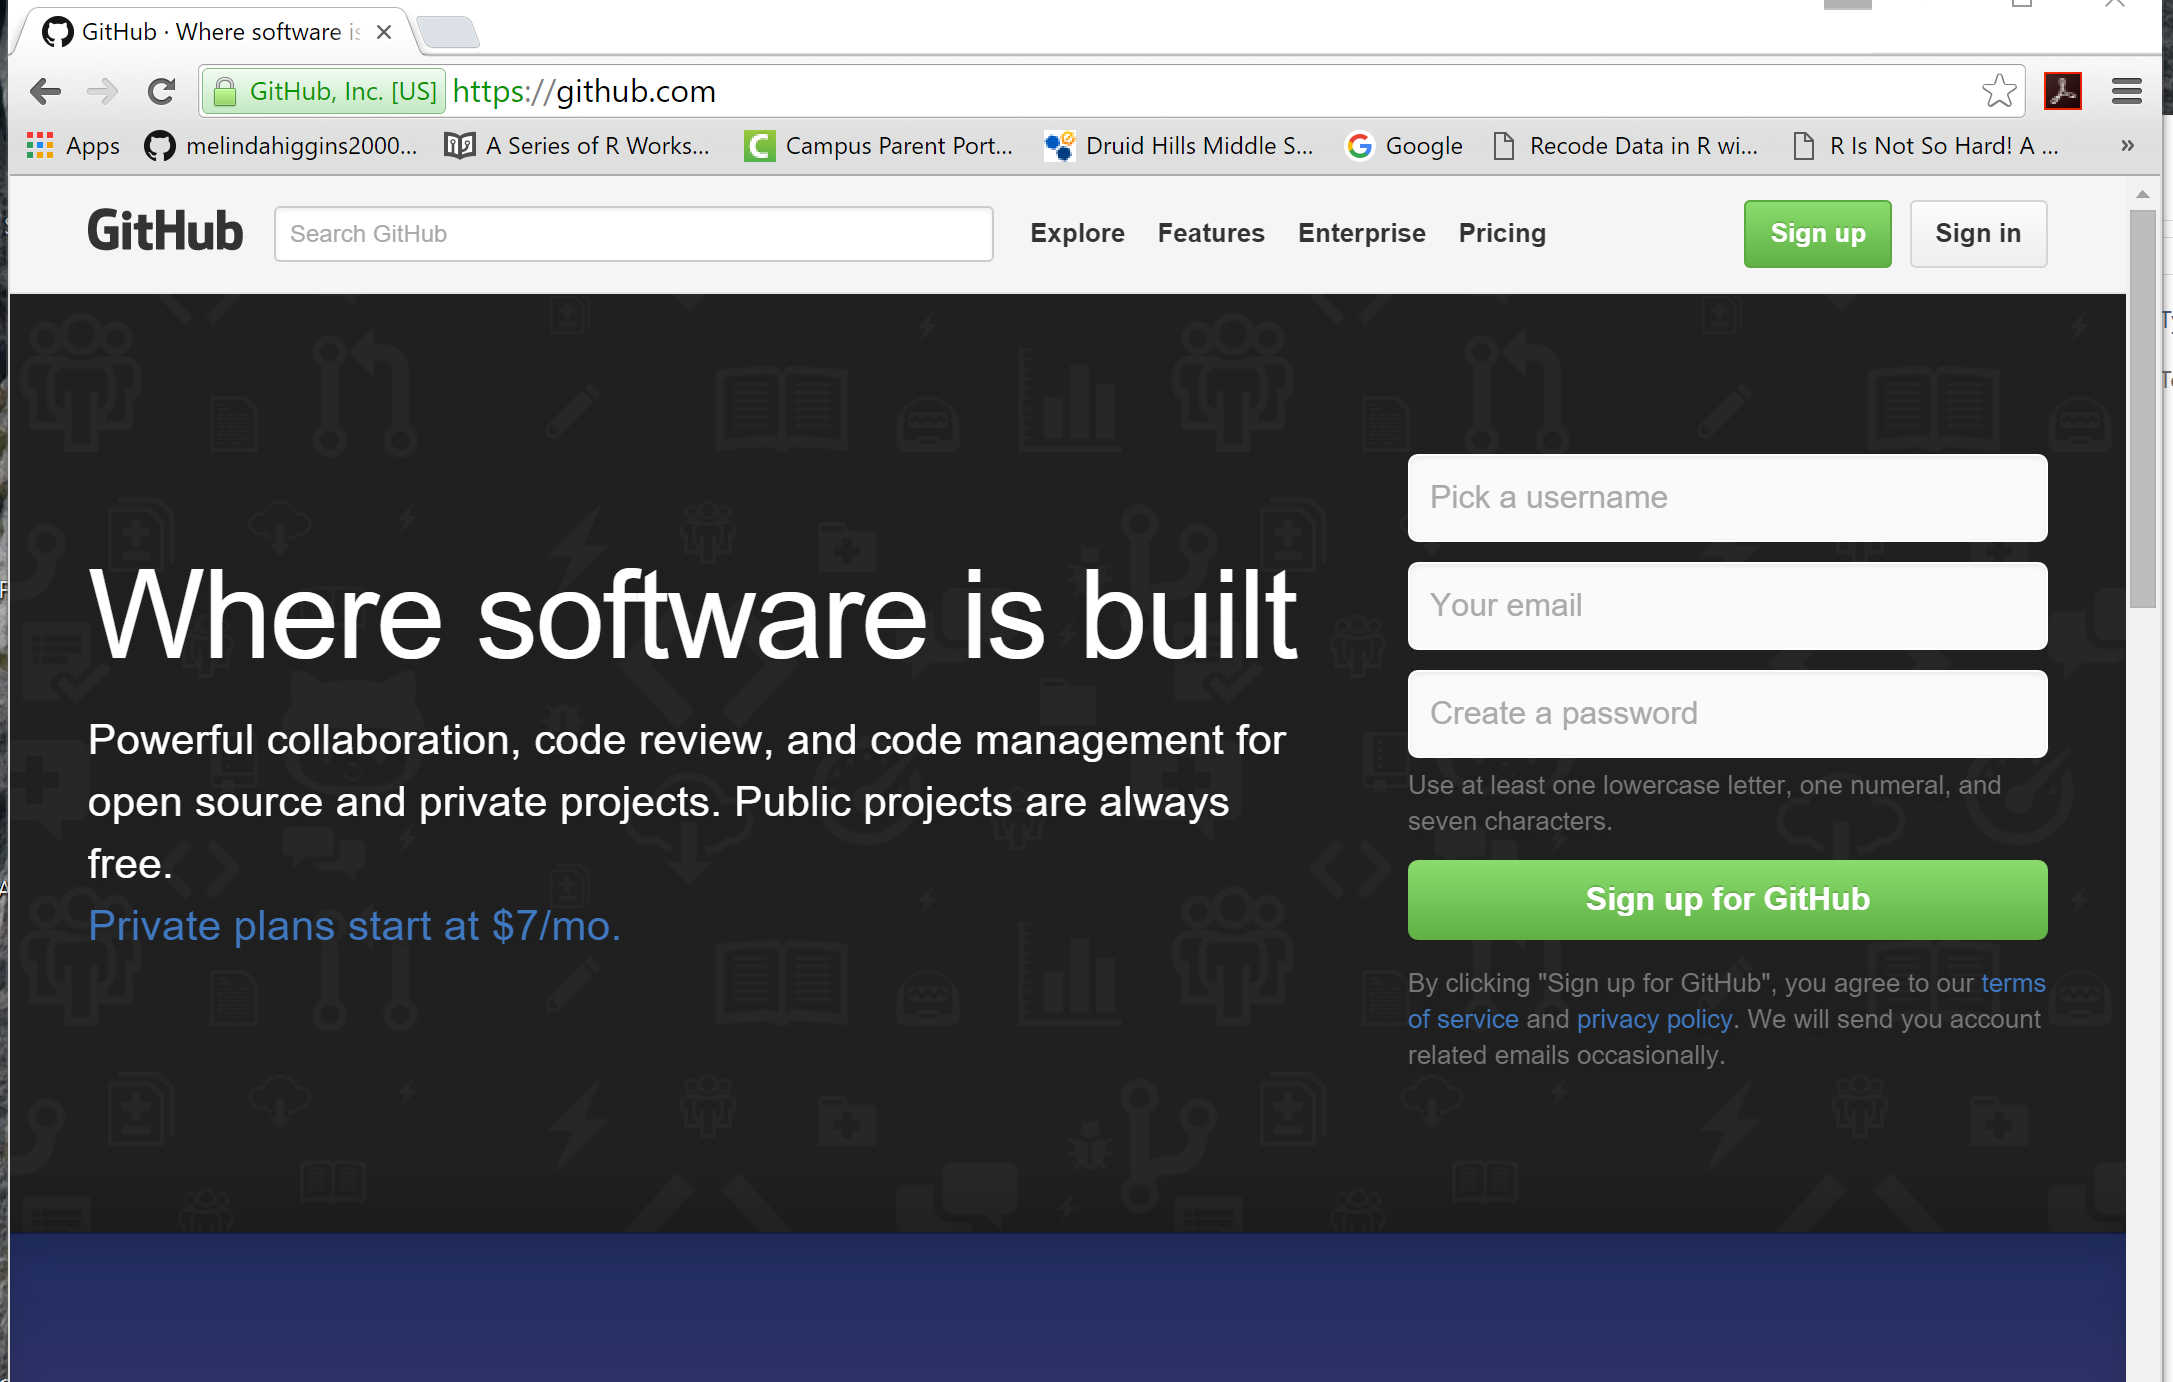 GitHub · Where software is
GitHub, Inc. [US] https://github.com
Apps melindahiggins2000... A Series of R Works... Campus Parent Port... Druid Hills Middle S... Google Recode Data in R wi... R Is Not So Hard! A ... »
GitHub Search GitHub Explore Features Enterprise Pricing Sign up Sign in
Where software is built
Powerful collaboration, code review, and code management for
open source and private projects. Public projects are always
free.
Private plans start at $7/mo.
Pick a username
Your email
Create a password
Use at least one lowercase letter, one numeral, and
seven characters.
Sign up for GitHub
By clicking "Sign up for GitHub", you agree to our terms
of service and privacy policy. We will send you account
related emails occasionally.